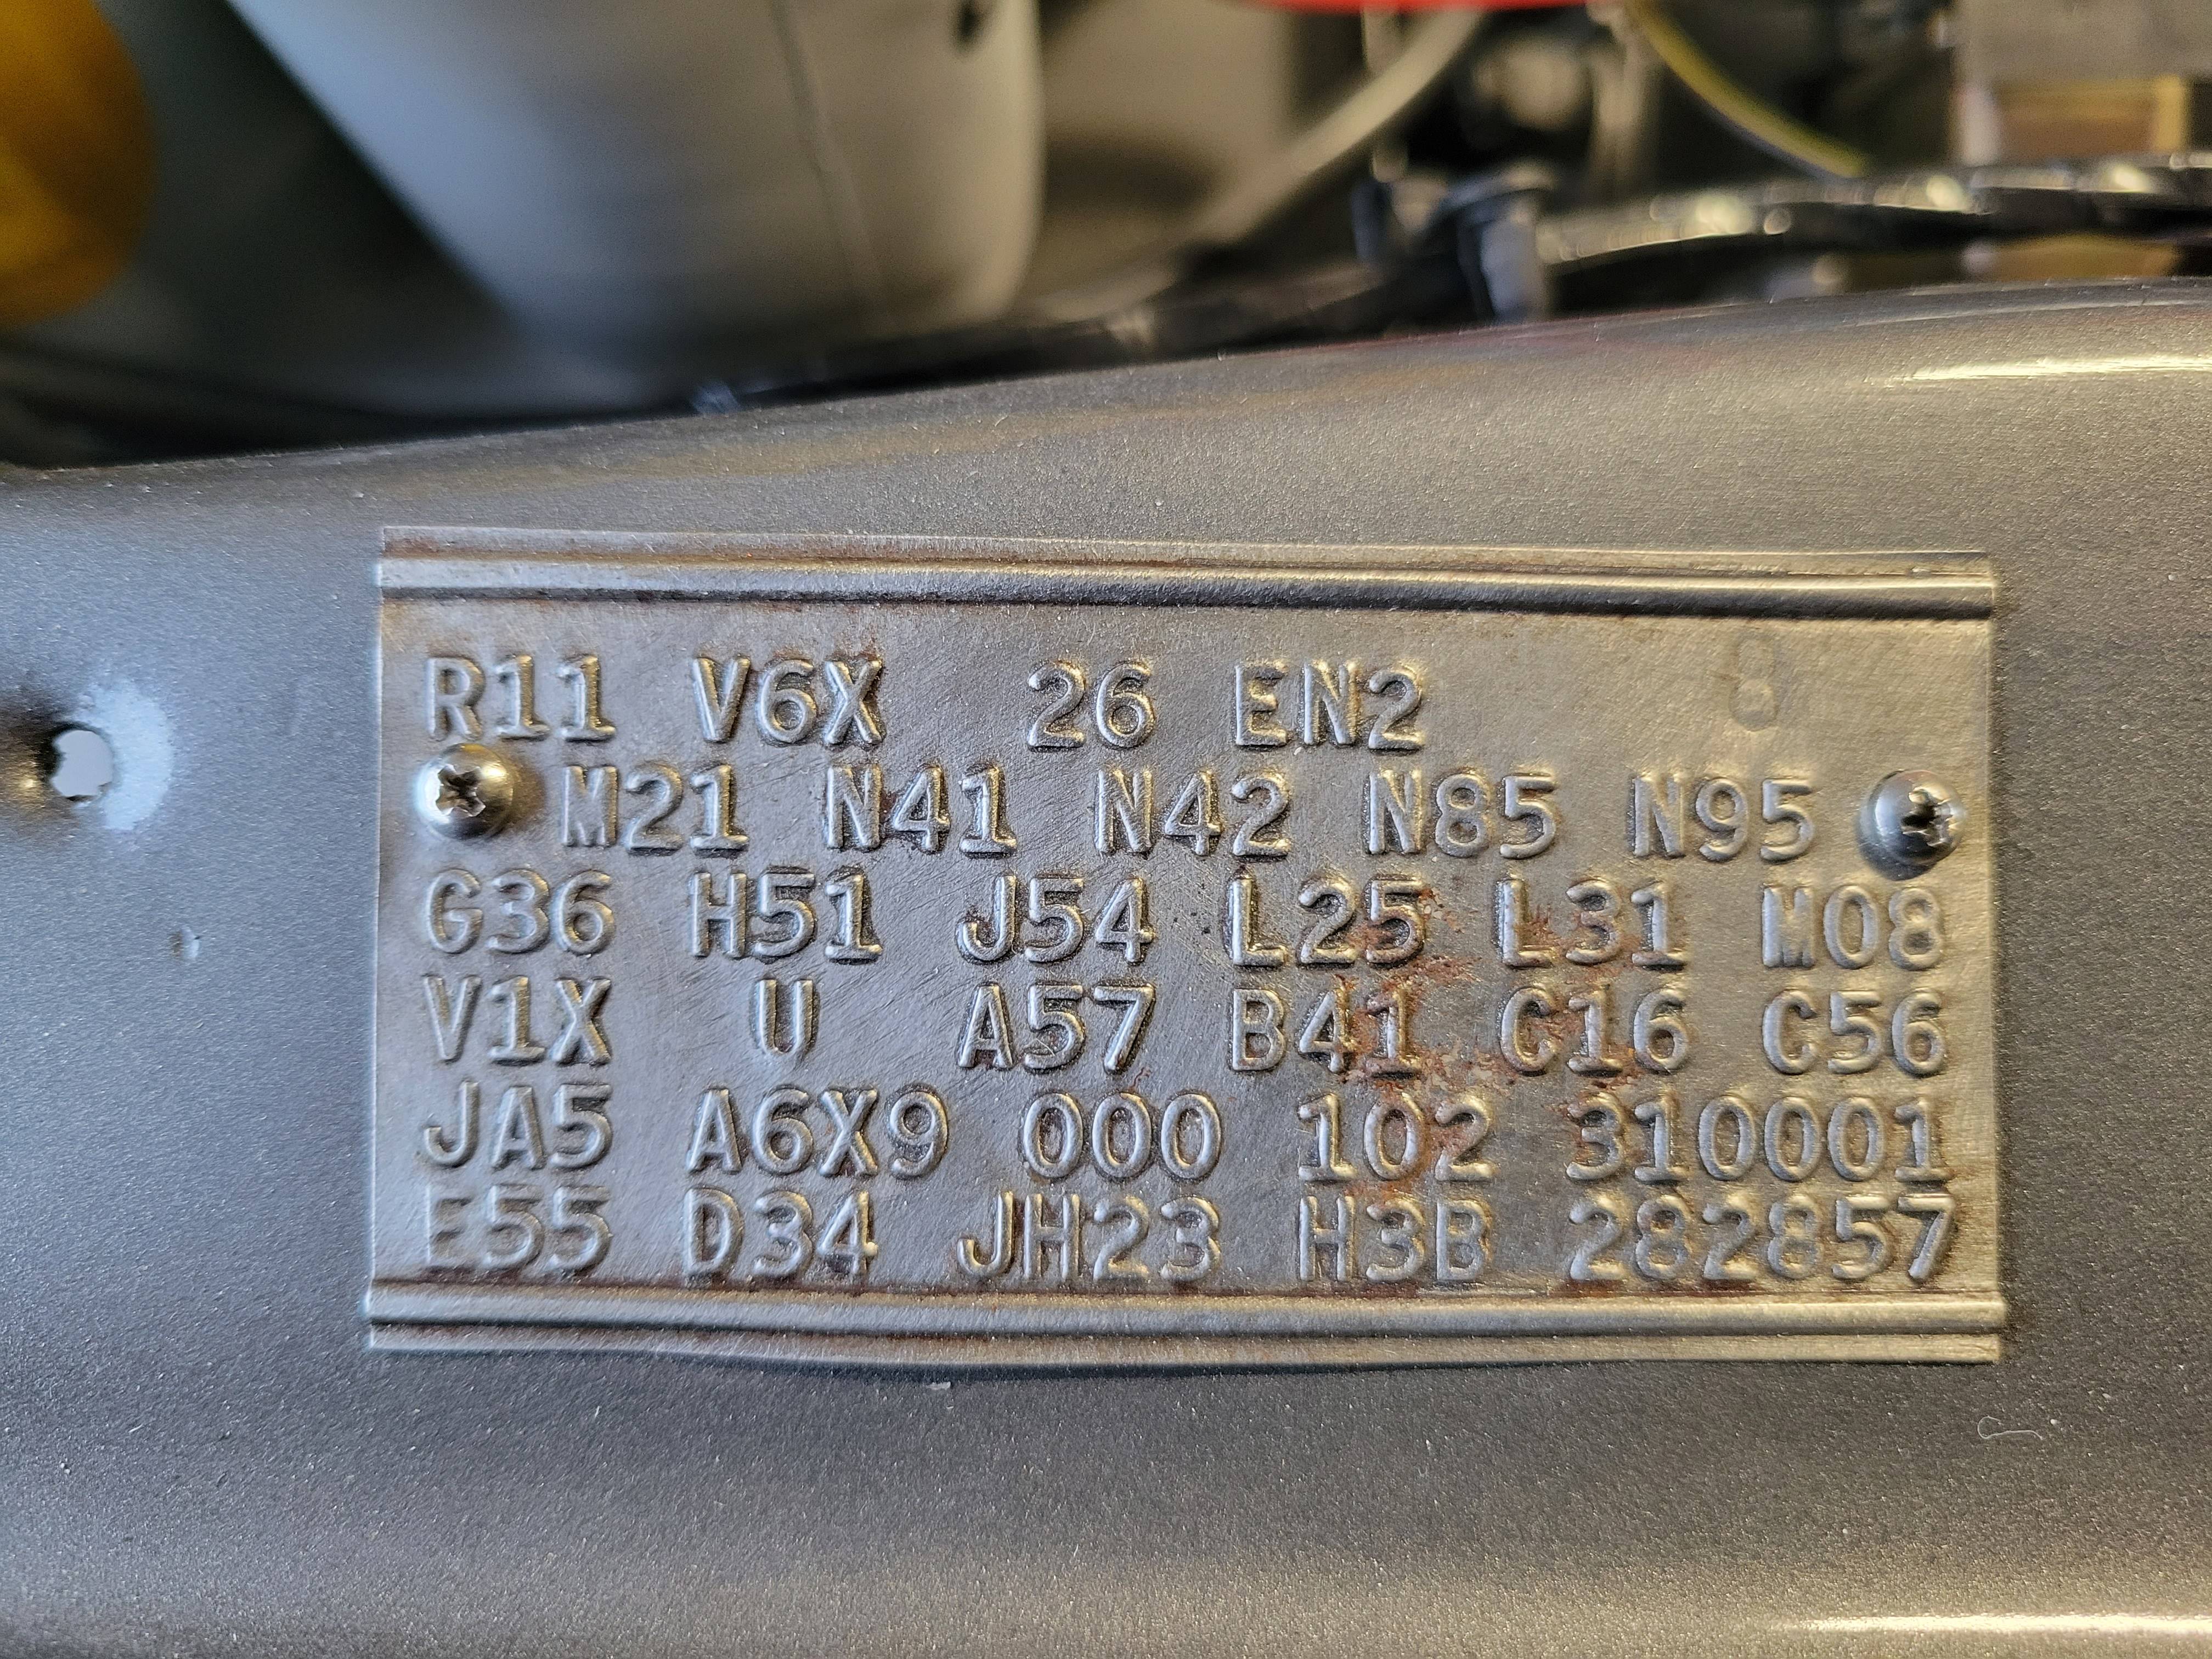 R11 V6X 26 EN2 8
M21 N41 N42 N85 N95
G36 H51 J54 L25 L31 M08
V1X U A57 B41 C16 C56
JA5 A6X9 000 102 310001
E55 D34 JH23 H3B 282857